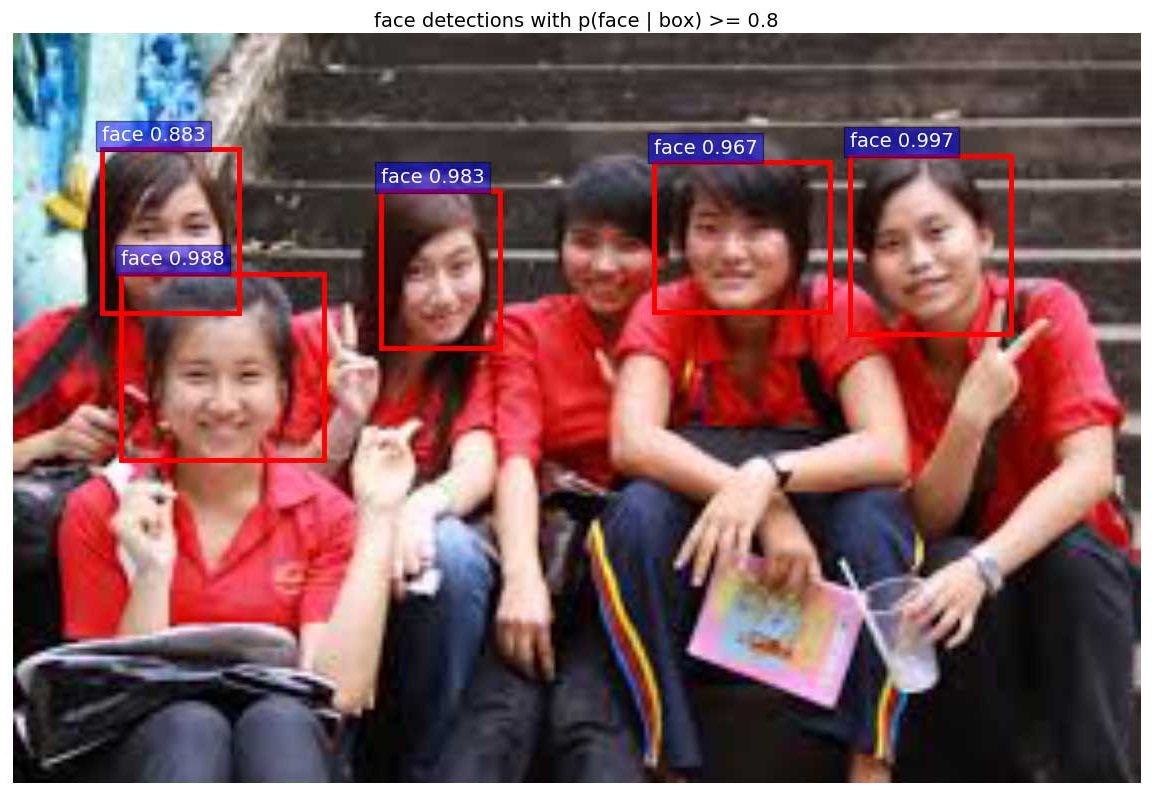 face detections with p(face | box) >= 0.8
face 0.883
face 0.967
face 0.997
face 0.983
face 0.988